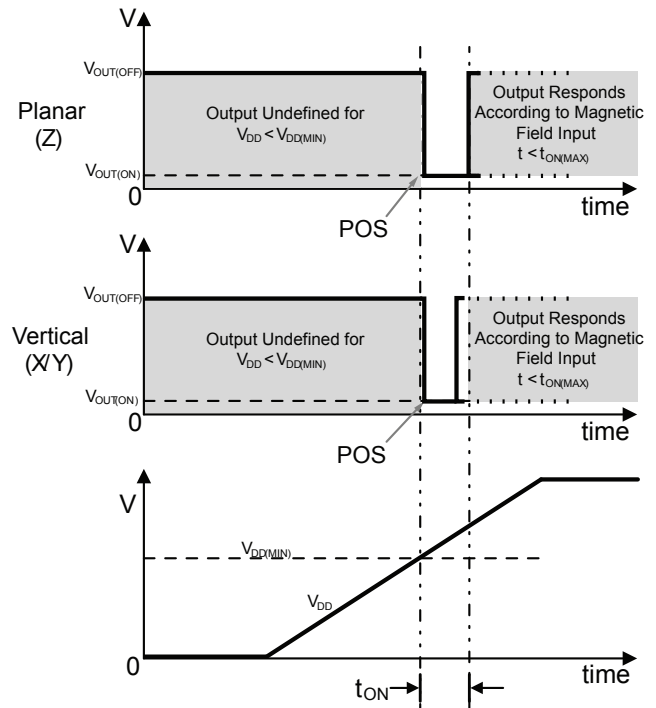 V
VOUT(OFF)
Planar
(Z)
Output Undefined for
VDD < VDD(MIN)
Output Responds
According to Magnetic
Field Input
t < tON(MAX)
VOUT(ON)
0
time
POS
V
VOUT(OFF)
Vertical
(X/Y)
Output Undefined for
VDD < VDD(MIN)
Output Responds
According to Magnetic
Field Input
t < tON(MAX)
VOUT(ON)
0
time
POS
V
VDD(MIN)
VDD
0
time
tON